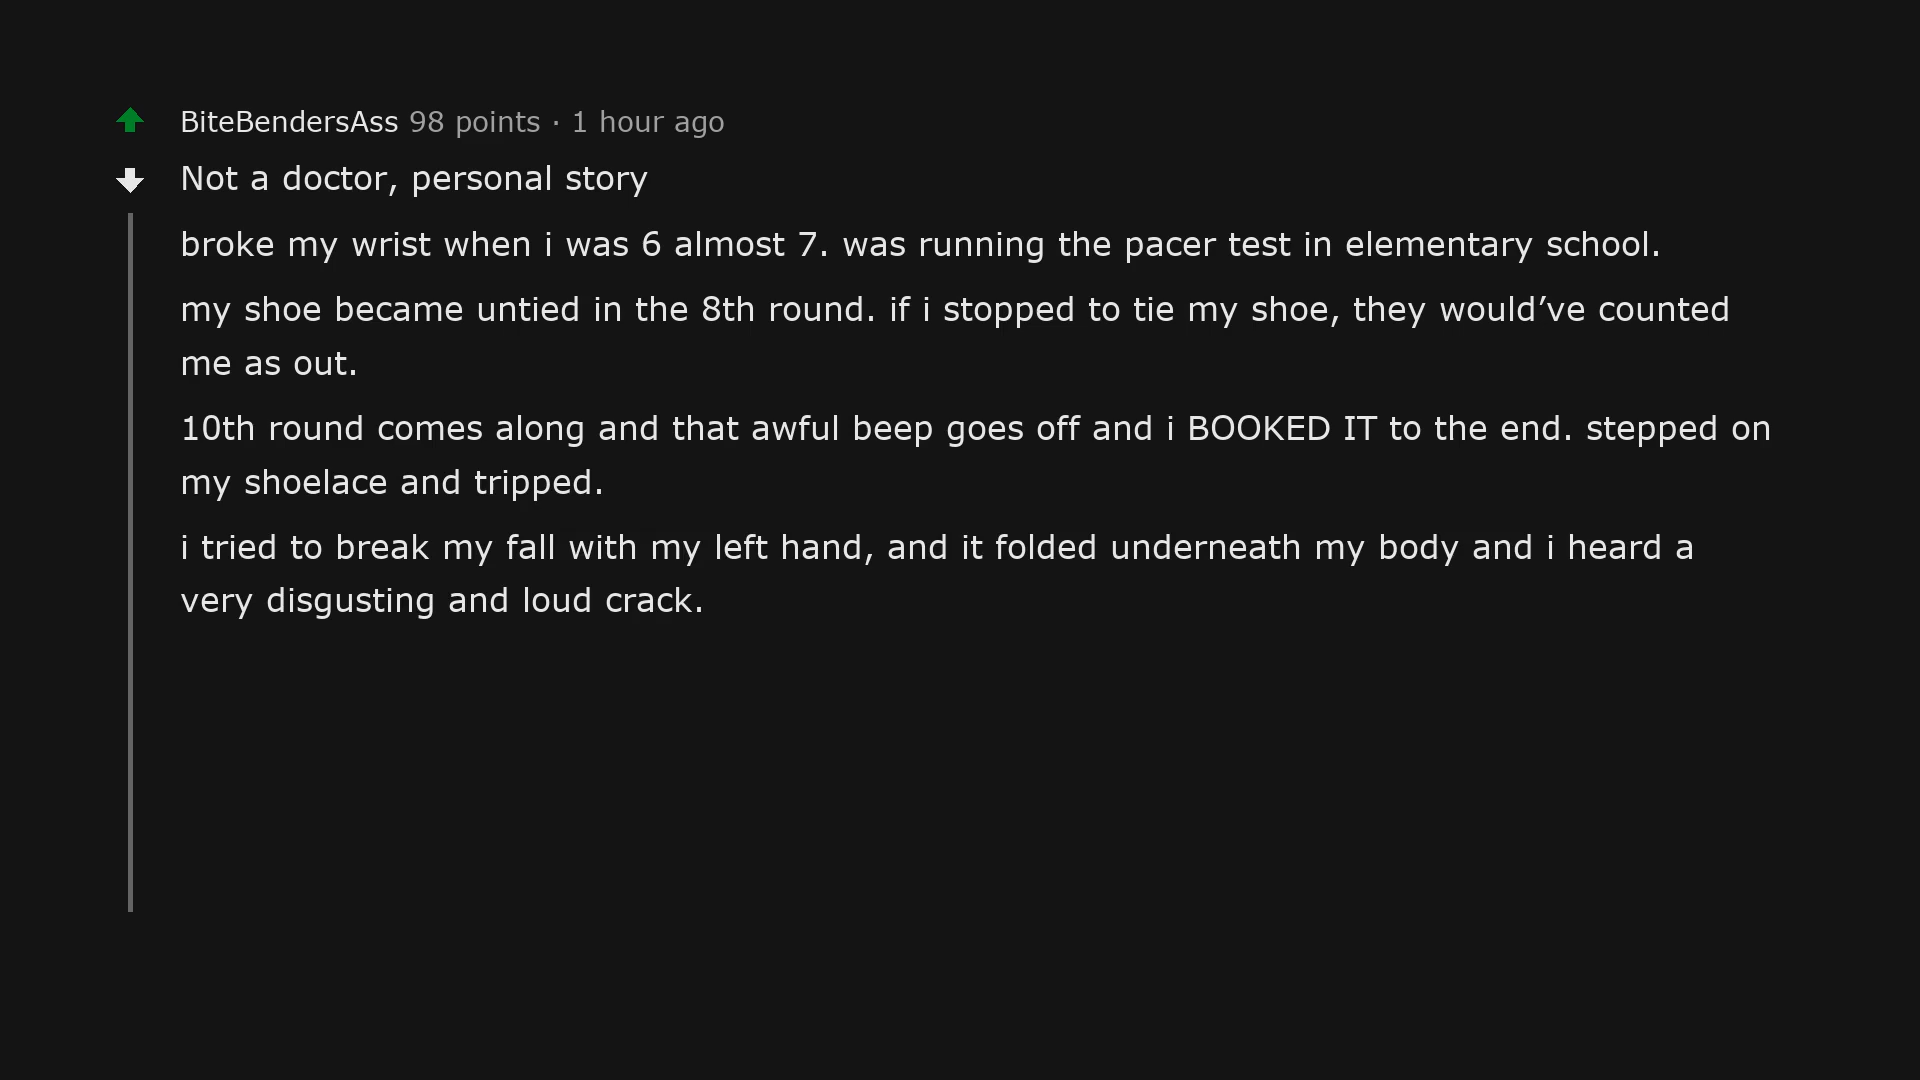 BiteBendersAss 98 points · 1 hour ago
Not a doctor, personal story
broke my wrist when i was 6 almost 7. was running the pacer test in elementary school.
my shoe became untied in the 8th round. if i stopped to tie my shoe, they would’ve counted
me as out.
10th round comes along and that awful beep goes off and i BOOKED IT to the end. stepped on
my shoelace and tripped.
i tried to break my fall with my left hand, and it folded underneath my body and i heard a
very disgusting and loud crack.